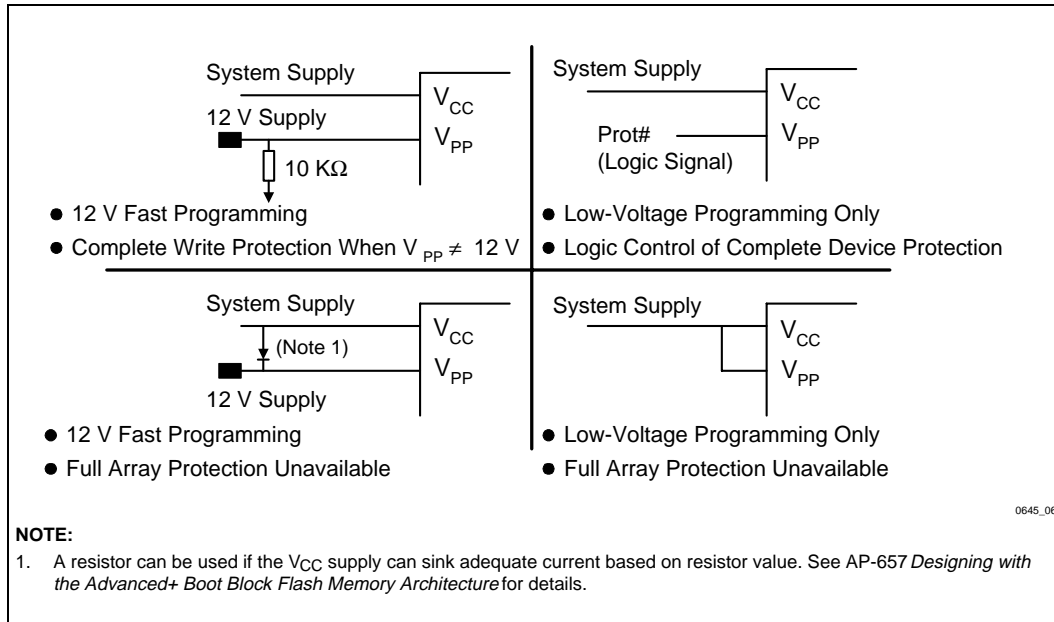 System Supply
V_CC
12 V Supply
V_PP
10 KΩ
● 12 V Fast Programming
● Complete Write Protection When V_PP ≠ 12 V
System Supply
V_CC
Prot#
V_PP
(Logic Signal)
● Low-Voltage Programming Only
● Logic Control of Complete Device Protection
System Supply
V_CC
(Note 1)
V_PP
12 V Supply
● 12 V Fast Programming
● Full Array Protection Unavailable
System Supply
V_CC
V_PP
● Low-Voltage Programming Only
● Full Array Protection Unavailable
0645_06
NOTE:
1. A resistor can be used if the VCC supply can sink adequate current based on resistor value. See AP-657 Designing with
the Advanced+ Boot Block Flash Memory Architecture for details.